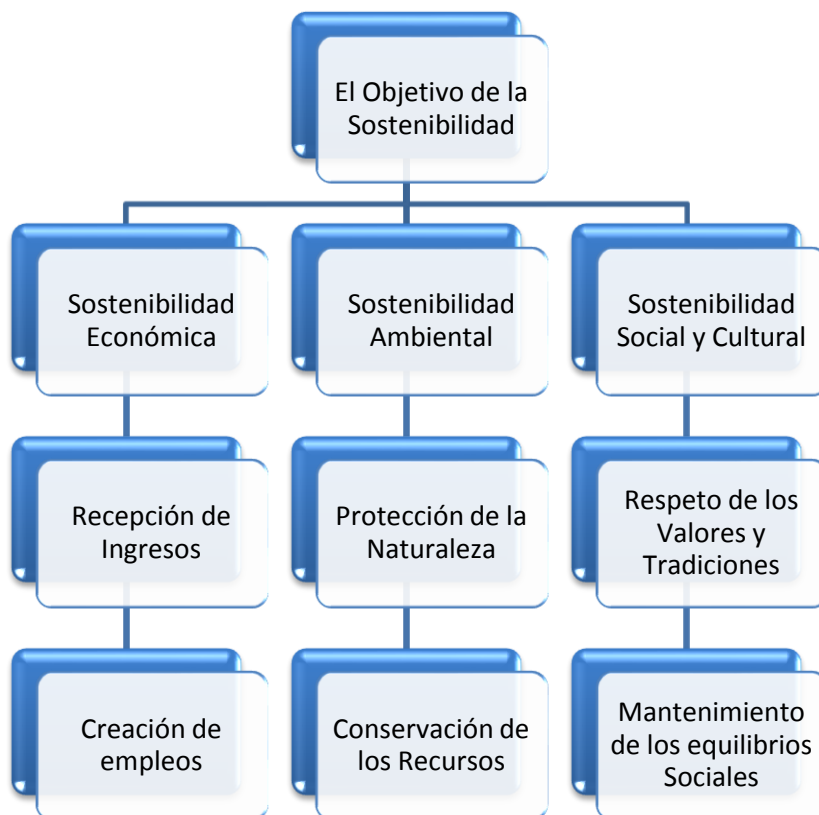 El Objetivo de la
Sostenibilidad
Sostenibilidad
Económica
Sostenibilidad
Ambiental
Sostenibilidad
Social y Cultural
Recepción de
Ingresos
Protección de la
Naturaleza
Respeto de los
Valores y
Tradiciones
Creación de
empleos
Conservación de
los Recursos
Mantenimiento
de los equilibrios
Sociales